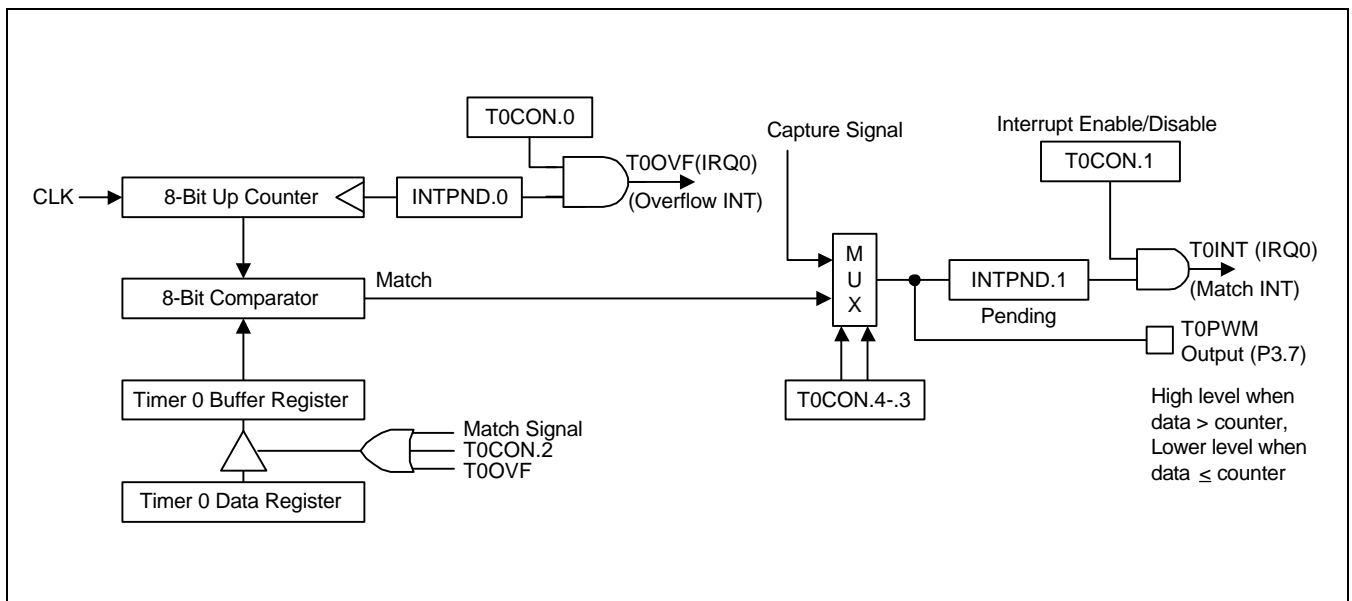 T0CON.0
Capture Signal
Interrupt Enable/Disable
T0CON.1
CLK
8-Bit Up Counter
INTPND.0
T0OVF(IRQ0)
(Overflow INT)
M
U
X
T0INT (IRQ0)
(Match INT)
8-Bit Comparator
Match
INTPND.1
Pending
T0PWM
Output (P3.7)
Timer 0 Buffer Register
T0CON.4-.3
High level when
data > counter,
Lower level when
data ≤ counter
Match Signal
T0CON.2
T0OVF
Timer 0 Data Register